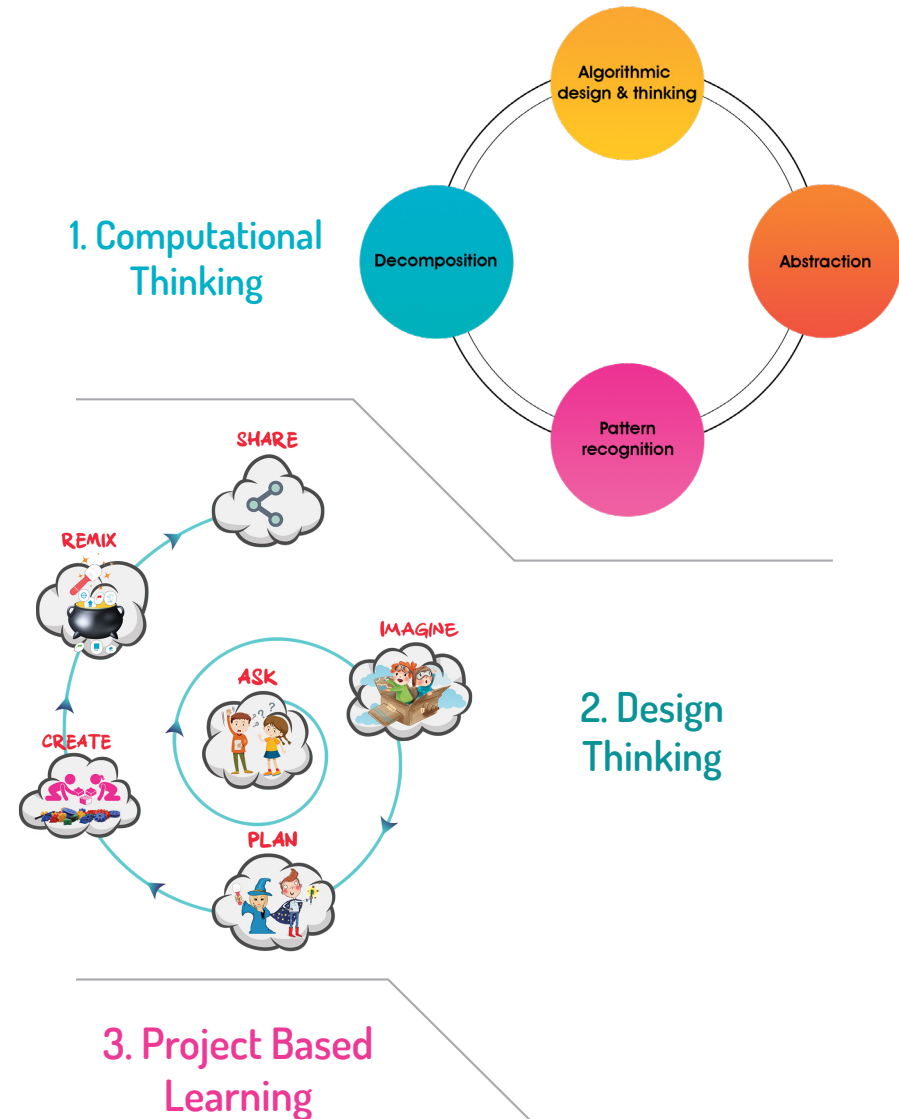 Algorithmic
design & thinking
1. Computational
Thinking
Decomposition
Abstraction
Pattern
recognition
SHARE
REMIX
IMAGINE
ASK
2. Design
Thinking
CREATE
PLAN
3. Project Based
Learning